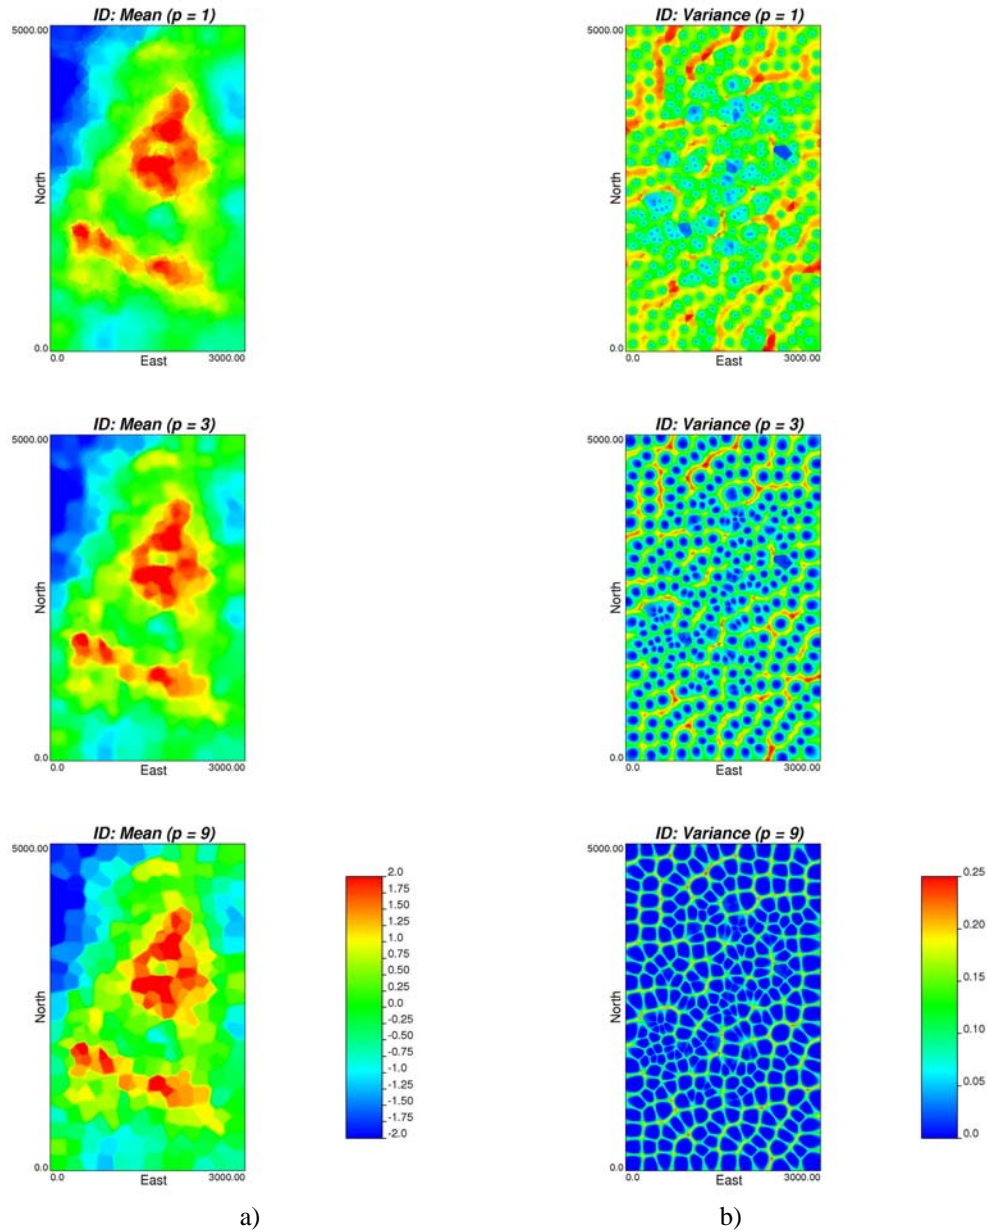 ID: Mean (p = 1)
5000.00
North
0.0
0.0
East
3000.00
ID: Variance (p = 1)
5000.00
North
0.0
0.0
East
3000.00
ID: Mean (p = 3)
5000.00
North
0.0
0.0
East
3000.00
ID: Variance (p = 3)
5000.00
North
0.0
0.0
East
3000.00
ID: Mean (p = 9)
5000.00
North
0.0
0.0
East
3000.00
2.0
1.75
1.50
1.25
1.0
0.75
0.50
0.25
0.0
-0.25
-0.50
-0.75
-1.0
-1.25
-1.50
-1.75
-2.0
ID: Variance (p = 9)
5000.00
North
0.0
0.0
East
3000.00
0.25
0.20
0.15
0.10
0.05
0.0
a)
b)